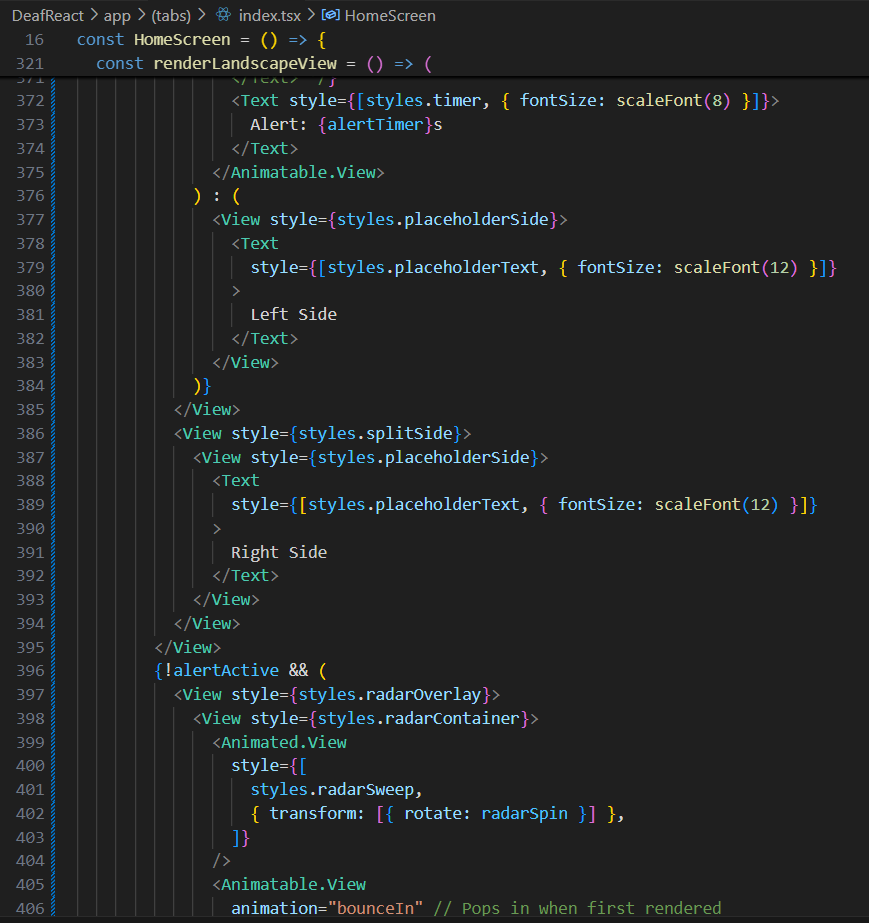 DeafReact > app > (tabs) > index.tsx > HomeScreen
16 const HomeScreen = () => {
321 const renderLandscapeView = () => (
371 </Text> */}
372 <Text style={[styles.timer, { fontSize: scaleFont(8) }]}>
373 Alert: {alertTimer}s
374 </Text>
375 </Animatable.View>
376 ) : (
377 <View style={styles.placeholderSide}>
378 <Text
379 style={[styles.placeholderText, { fontSize: scaleFont(12) }]}
380 >
381 Left Side
382 </Text>
383 </View>
384 )}
385 </View>
386 <View style={styles.splitSide}>
387 <View style={styles.placeholderSide}>
388 <Text
389 style={[styles.placeholderText, { fontSize: scaleFont(12) }]}
390 >
391 Right Side
392 </Text>
393 </View>
394 </View>
395 </View>
396 {!alertActive && (
397 <View style={styles.radarOverlay}>
398 <View style={styles.radarContainer}>
399 <Animated.View
400 style={[
401 styles.radarSweep,
402 { transform: [{ rotate: radarSpin }] },
403 ]}
404 />
405 <Animatable.View
406 animation="bounceIn" // Pops in when first rendered